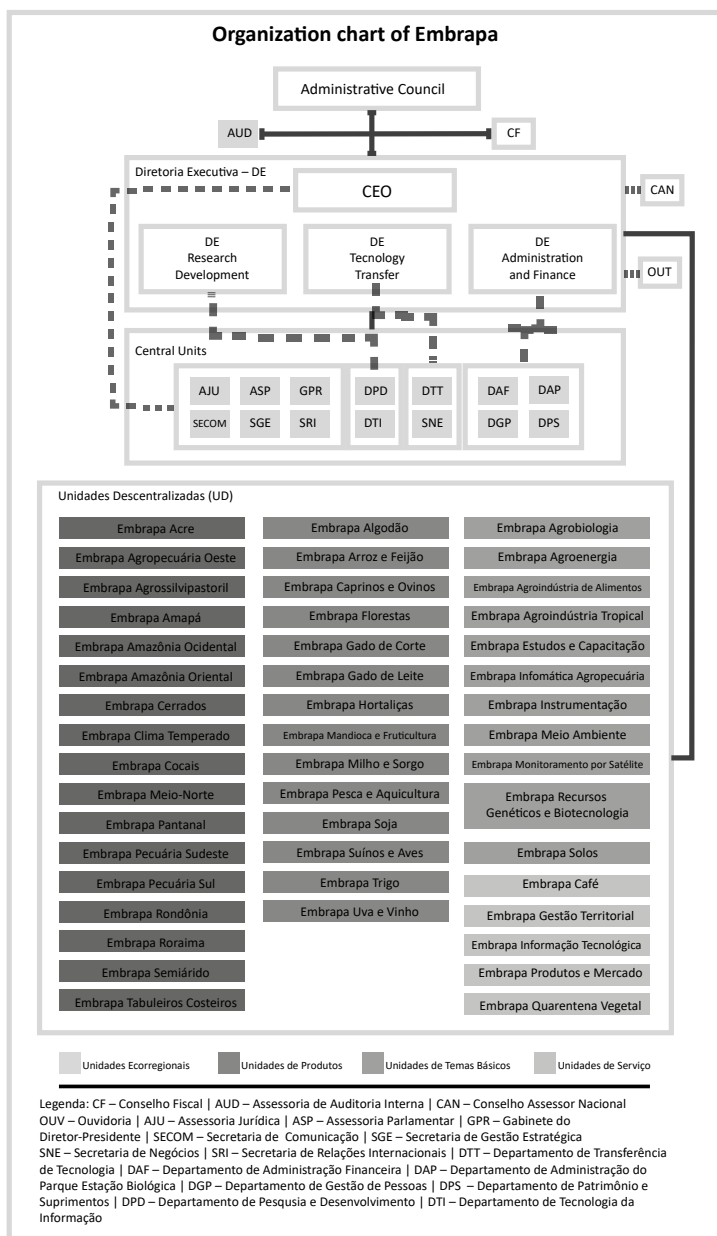 Organization chart of Embrapa
Administrative Council
AUD
CF
Diretoria Executiva – DE
CEO
CAN
DE
Research
Development
DE
Tecnology
Transfer
DE
Administration
and Finance
OUT
Central Units
AJU
ASP
GPR
DPD
DTT
DAF
DAP
SECOM
SGE
SRI
DTI
SNE
DGP
DPS
Unidades Descentralizadas (UD)
Embrapa Acre
Embrapa Agropecuária Oeste
Embrapa Agrossilvipastoril
Embrapa Amapá
Embrapa Amazônia Ocidental
Embrapa Amazônia Oriental
Embrapa Cerrados
Embrapa Clima Temperado
Embrapa Cocais
Embrapa Meio-Norte
Embrapa Pantanal
Embrapa Pecuária Sudeste
Embrapa Pecuária Sul
Embrapa Rondônia
Embrapa Roraima
Embrapa Semiárido
Embrapa Tabuleiros Costeiros
Embrapa Algodão
Embrapa Arroz e Feijão
Embrapa Caprinos e Ovinos
Embrapa Florestas
Embrapa Gado de Corte
Embrapa Gado de Leite
Embrapa Hortaliças
Embrapa Mandioca e Fruticultura
Embrapa Milho e Sorgo
Embrapa Pesca e Aquicultura
Embrapa Soja
Embrapa Suínos e Aves
Embrapa Trigo
Embrapa Uva e Vinho
Embrapa Agrobiologia
Embrapa Agroenergia
Embrapa Agroindústria de Alimentos
Embrapa Agroindústria Tropical
Embrapa Estudos e Capacitação
Embrapa Infomática Agropecuária
Embrapa Instrumentação
Embrapa Meio Ambiente
Embrapa Monitoramento por Satélite
Embrapa Recursos
Genéticos e Biotecnologia
Embrapa Solos
Embrapa Café
Embrapa Gestão Territorial
Embrapa Informação Tecnológica
Embrapa Produtos e Mercado
Embrapa Quarentena Vegetal
Unidades Ecorregionais
Unidades de Produtos
Unidades de Temas Básicos
Unidades de Serviço
Legenda: CF – Conselho Fiscal | AUD – Assessoria de Auditoria Interna | CAN – Conselho Assessor Nacional
OUV – Ouvidoria | AJU – Assessoria Jurídica | ASP – Assessoria Parlamentar | GPR – Gabinete do
Diretor-Presidente | SECOM – Secretaria de Comunicação | SGE – Secretaria de Gestão Estratégica
SNE – Secretaria de Negócios | SRI – Secretaria de Relações Internacionais | DTT – Departamento de Transferência
de Tecnologia | DAF – Departamento de Administração Financeira | DAP – Departamento de Administração do
Parque Estação Biológica | DGP – Departamento de Gestão de Pessoas | DPS – Departamento de Patrimônio e
Suprimentos | DPD – Departamento de Pesqusia e Desenvolvimento | DTI – Departamento de Tecnologia da
Informação